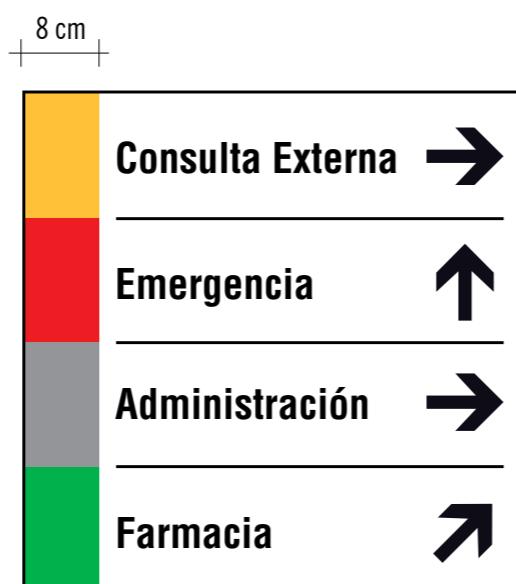 8 cm
Consulta Externa
Emergencia
Administración
Farmacia